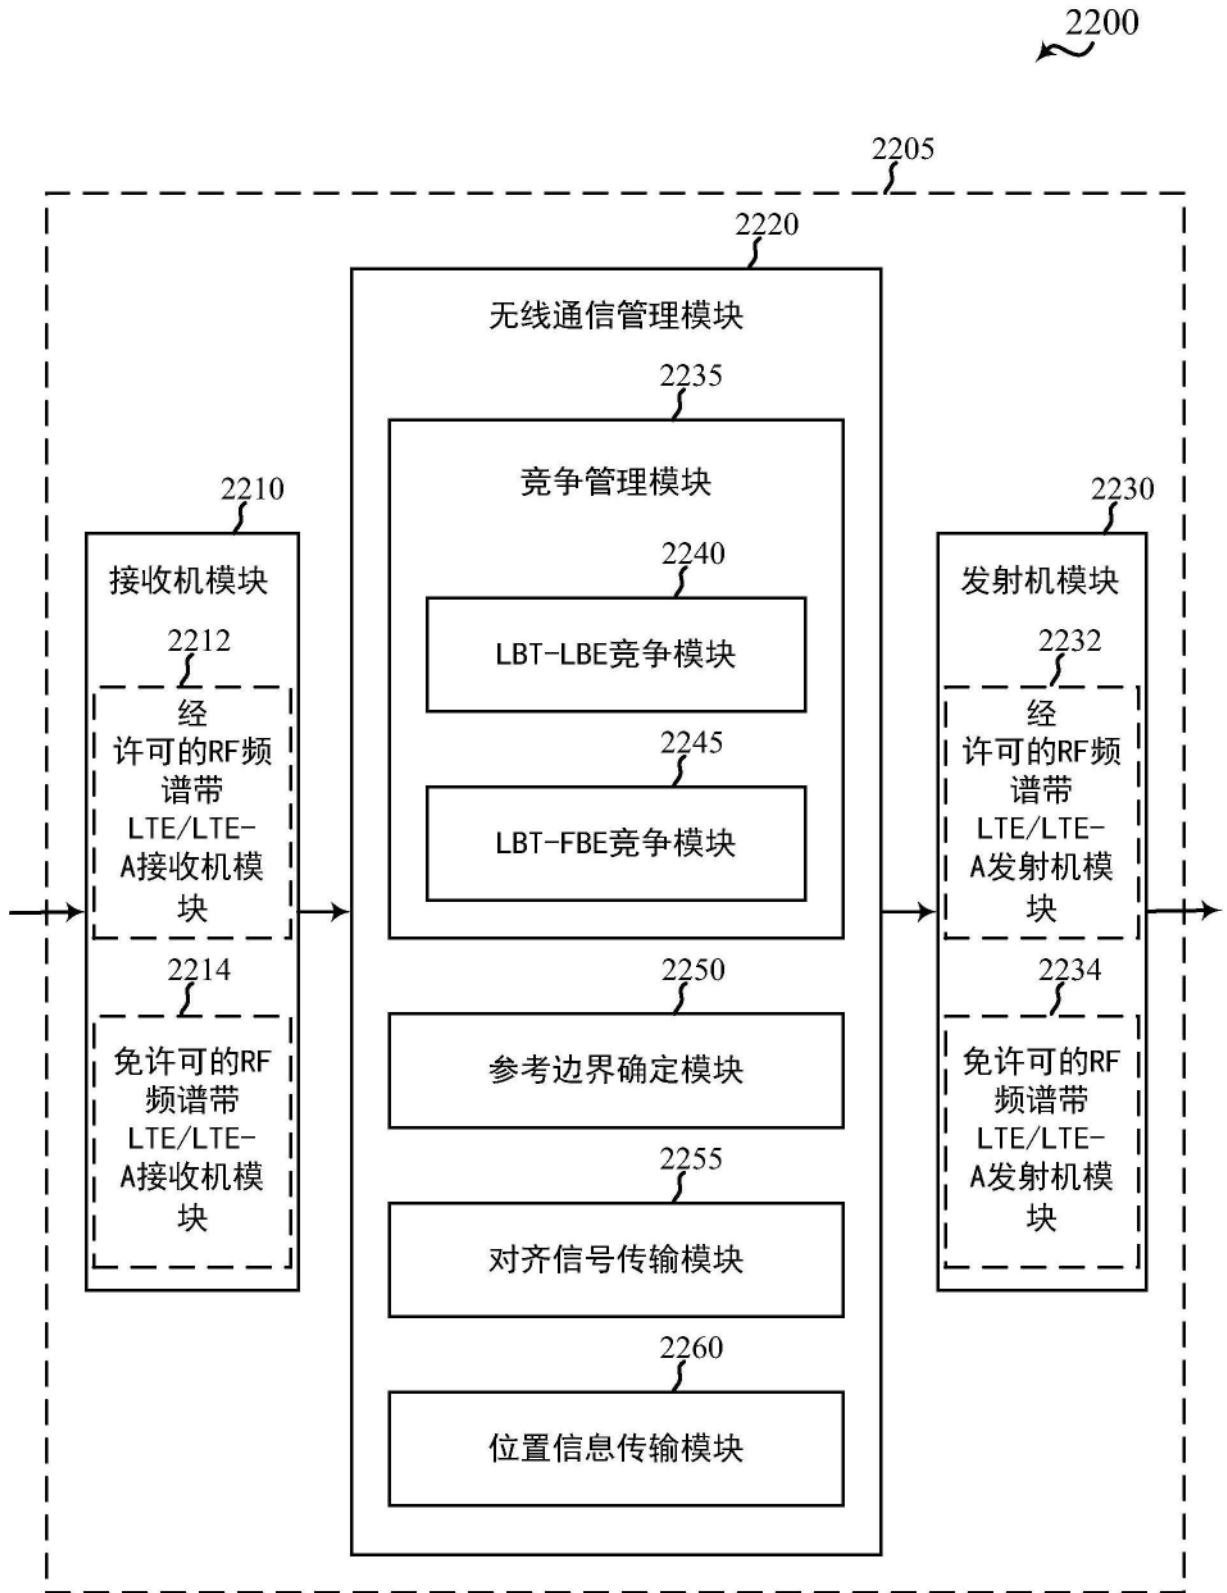 2200
2205
2220
无线通信管理模块
2235
竞争管理模块
2210
接收机模块
2212
经
许可的RF频
谱带
LTE/LTE-
A接收机模
块
2214
免许可的RF
频谱带
LTE/LTE-
A接收机模
块
2240
LBT-LBE竞争模块
2245
LBT-FBE竞争模块
2250
参考边界确定模块
2255
对齐信号传输模块
2260
位置信息传输模块
2230
发射机模块
2232
经
许可的RF频
谱带
LTE/LTE-
A发射机模
块
2234
免许可的RF
频谱带
LTE/LTE-
A发射机模
块